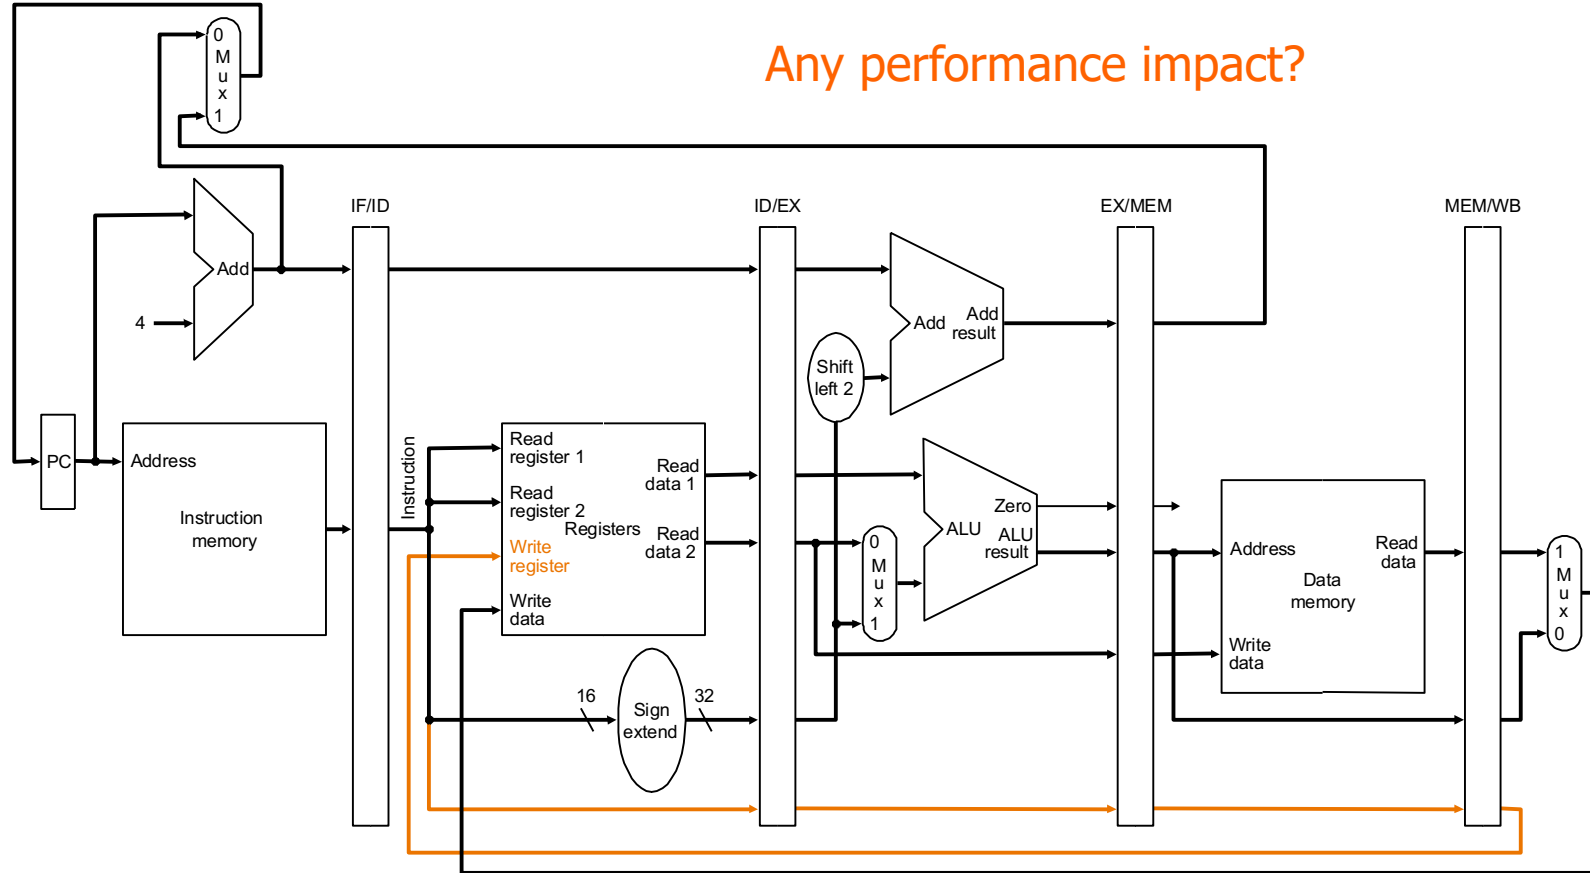 Any performance impact?
0
M
u
x
1
IF/ID
ID/EX
EX/MEM
MEM/WB
Add
4
Add
Add
result
Shift
left 2
PC
Address
Instruction
memory
Instruction
Read
register 1
Read
register 2
Write
register
Write
data
Registers
Read
data 1
Read
data 2
0
M
u
x
1
Zero
ALU
ALU
result
Address
Read
data
Data
memory
Write
data
1
M
u
x
0
16
Sign
extend
32